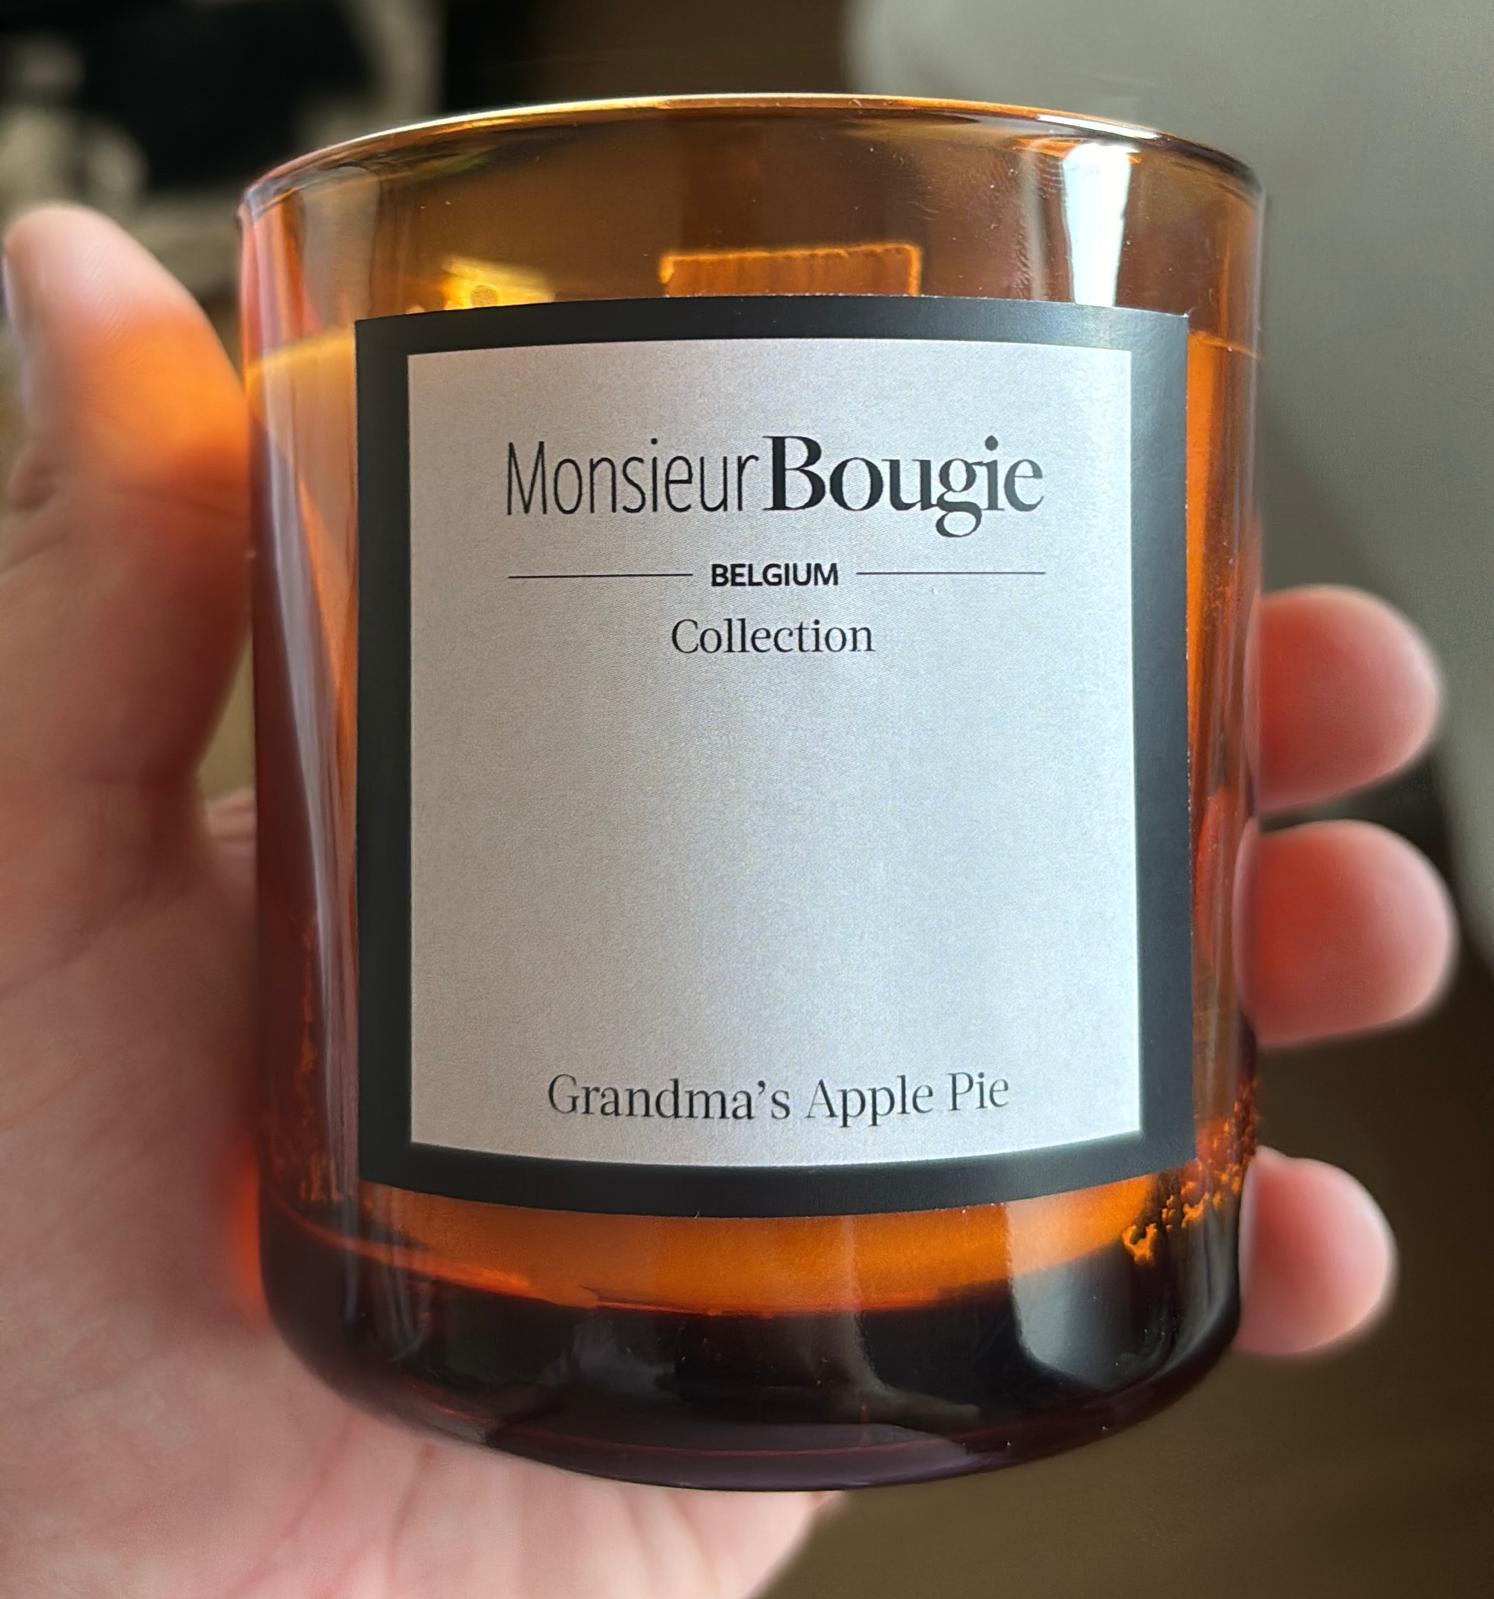 MonsieurBougie
BELGIUM
Collection
Grandma’s Apple Pie